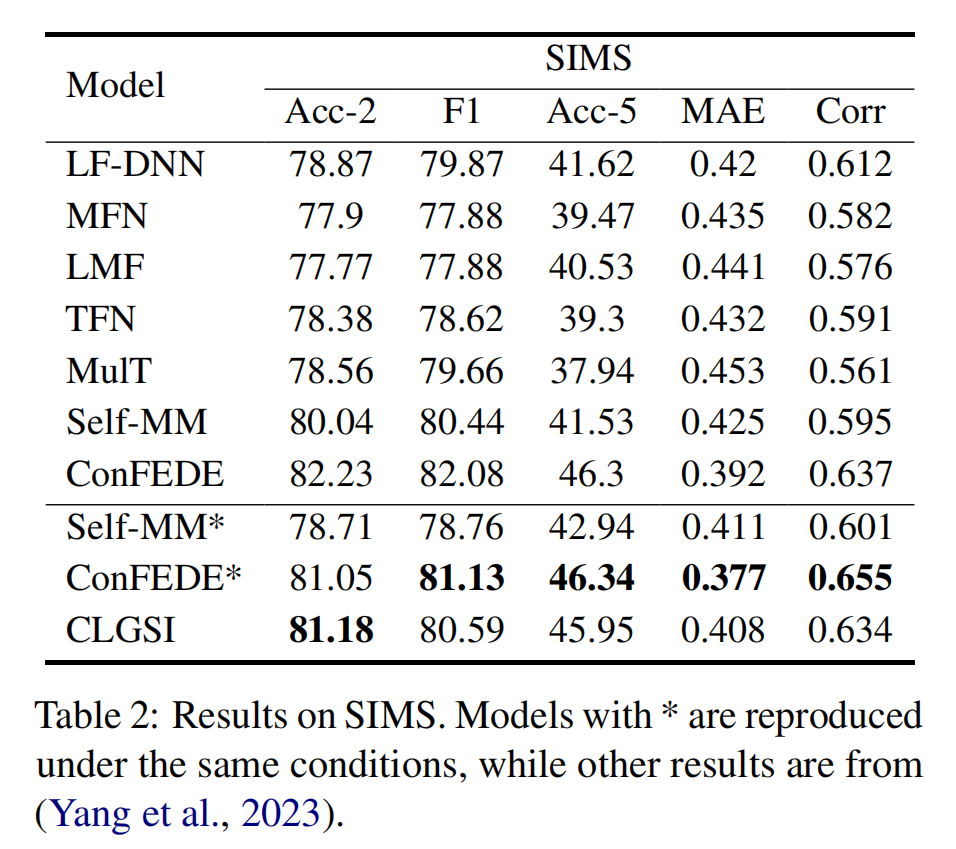 Model SIMS
Acc-2 F1 Acc-5 MAE Corr
LF-DNN 78.87 79.87 41.62 0.42 0.612
MFN 77.9 77.88 39.47 0.435 0.582
LMF 77.77 77.88 40.53 0.441 0.576
TFN 78.38 78.62 39.3 0.432 0.591
MulT 78.56 79.66 37.94 0.453 0.561
Self-MM 80.04 80.44 41.53 0.425 0.595
ConFEDE 82.23 82.08 46.3 0.392 0.637
Self-MM* 78.71 78.76 42.94 0.411 0.601
ConFEDE* 81.05 81.13 46.34 0.377 0.655
CLGSI 81.18 80.59 45.95 0.408 0.634
Table 2: Results on SIMS. Models with * are reproduced
under the same conditions, while other results are from
(Yang et al., 2023).